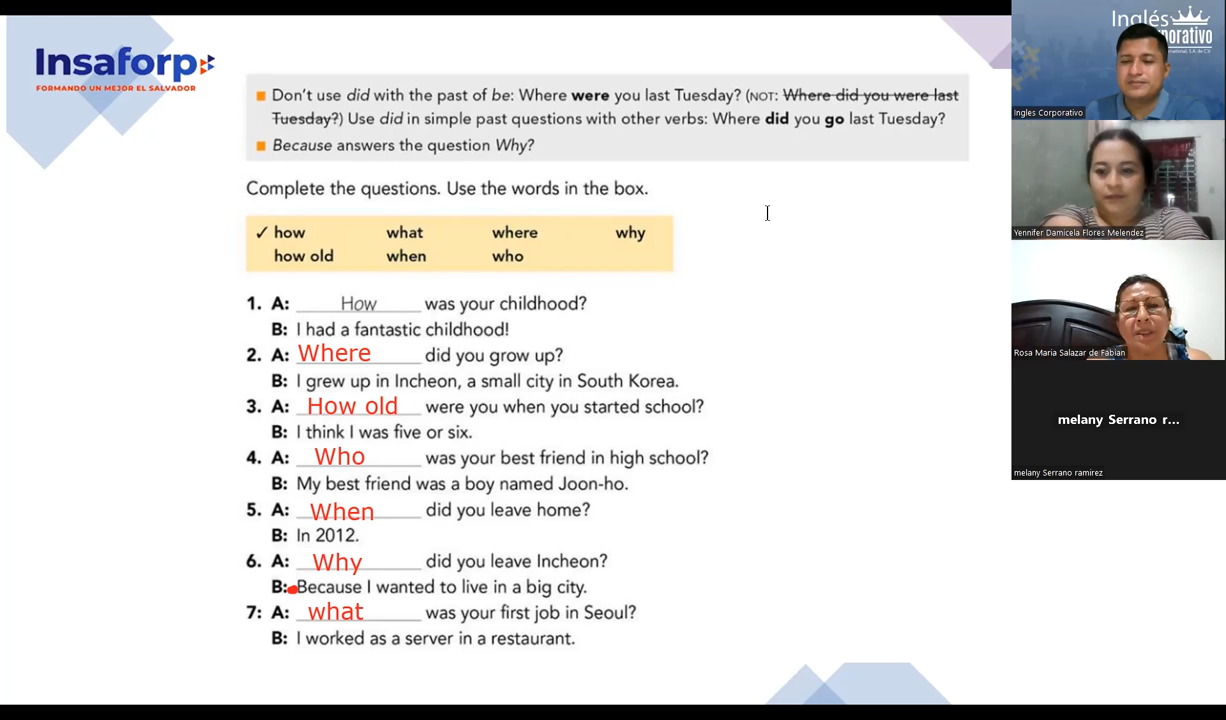 Insaforp
FORMANDO UN MEJOR EL SALVADOR
■ Don't use did with the past of be: Where were you last Tuesday? (NOT: Where did you were last
Tuesday?) Use did in simple past questions with other verbs: Where did you go last Tuesday?
■ Because answers the question Why?
Complete the questions. Use the words in the box.
✓ how what where why
how old when who
1. A: How was your childhood?
B: I had a fantastic childhood!
2. A: Where did you grow up?
B: I grew up in Incheon, a small city in South Korea.
3. A: How old were you when you started school?
B: I think I was five or six.
4. A: Who was your best friend in high school?
B: My best friend was a boy named Joon-ho.
5. A: When did you leave home?
B: In 2012.
6. A: Why did you leave Incheon?
B: Because I wanted to live in a big city.
7: A: what was your first job in Seoul?
B: I worked as a server in a restaurant.
Inglés
Ingles Corporativo
Yennifer Damicela Flores Melendez
Rosa Maria Salazar de Fabian
melany Serrano r...
melany Serrano ramirez